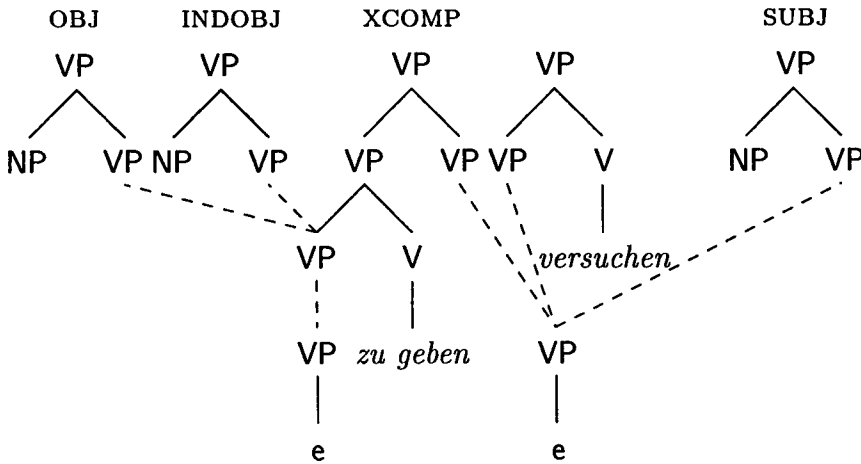 OBJ INDOBJ XCOMP SUBJ
VP VP VP VP VP
NP VP NP VP VP VP VP V NP VP
VP V versuchen
VP zu geben VP
e e